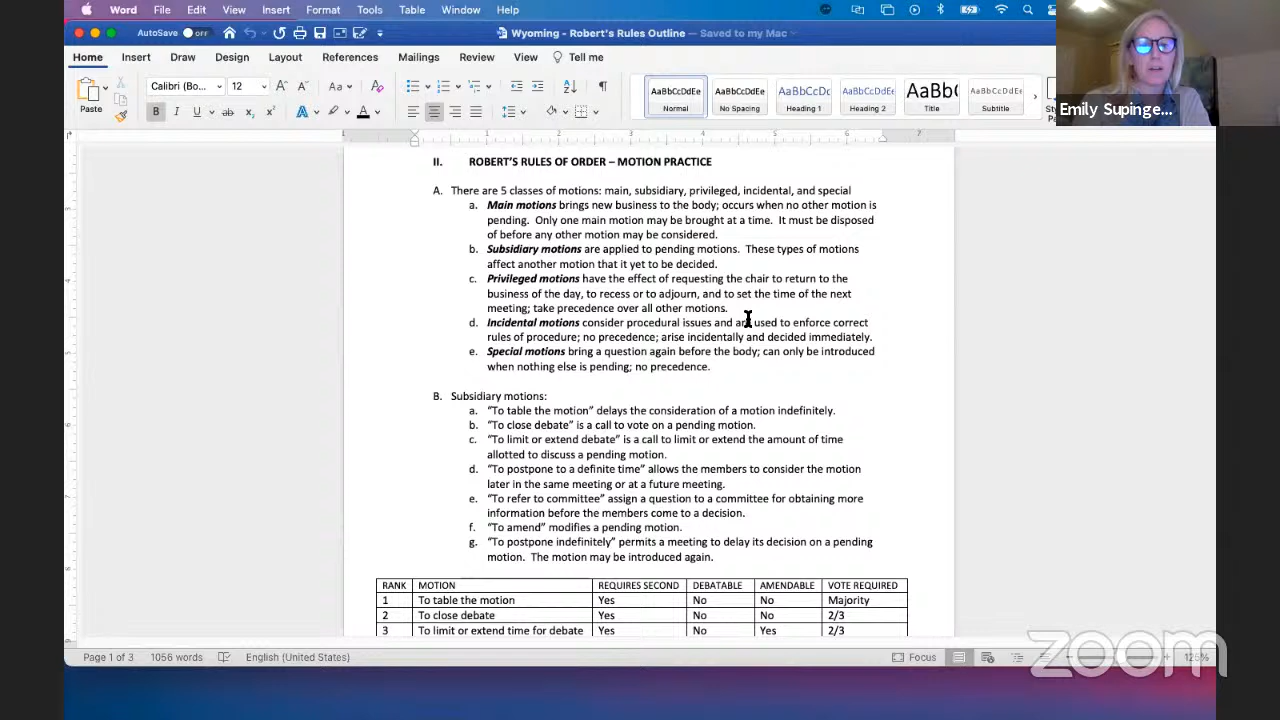 Word File Edit View Insert Format Tools Table Window Help
AutoSave OFF Wyoming - Robert's Rules Outline — Saved to my Mac
Home Insert Draw Design Layout References Mailings Review View Tell me
Paste Calibri (Bo... 12 AaBbCcDdEe AaBbCcDdEe AaBbCcDd AaBbCcDdEe AaBb( AaBbCcDdEe
Normal No Spacing Heading 1 Heading 2 Title Subtitle
Emily Supinge...
1 1 2 3 4 5 6 7
II. ROBERT'S RULES OF ORDER – MOTION PRACTICE
A. There are 5 classes of motions: main, subsidiary, privileged, incidental, and special
a. Main motions brings new business to the body; occurs when no other motion is
pending. Only one main motion may be brought at a time. It must be disposed
of before any other motion may be considered.
b. Subsidiary motions are applied to pending motions. These types of motions
affect another motion that it yet to be decided.
c. Privileged motions have the effect of requesting the chair to return to the
business of the day, to recess or to adjourn, and to set the time of the next
meeting; take precedence over all other motions.
d. Incidental motions consider procedural issues and are used to enforce correct
rules of procedure; no precedence; arise incidentally and decided immediately.
e. Special motions bring a question again before the body; can only be introduced
when nothing else is pending; no precedence.
B. Subsidiary motions:
a. "To table the motion" delays the consideration of a motion indefinitely.
b. "To close debate" is a call to vote on a pending motion.
c. "To limit or extend debate" is a call to limit or extend the amount of time
allotted to discuss a pending motion.
d. "To postpone to a definite time" allows the members to consider the motion
later in the same meeting or at a future meeting.
e. "To refer to committee" assign a question to a committee for obtaining more
information before the members come to a decision.
f. "To amend" modifies a pending motion.
g. "To postpone indefinitely" permits a meeting to delay its decision on a pending
motion. The motion may be introduced again.
RANK MOTION REQUIRES SECOND DEBATABLE AMENDABLE VOTE REQUIRED
1 To table the motion Yes No No Majority
2 To close debate Yes No No 2/3
3 To limit or extend time for debate Yes No Yes 2/3
Page 1 of 3 1056 words English (United States) Focus
zoom